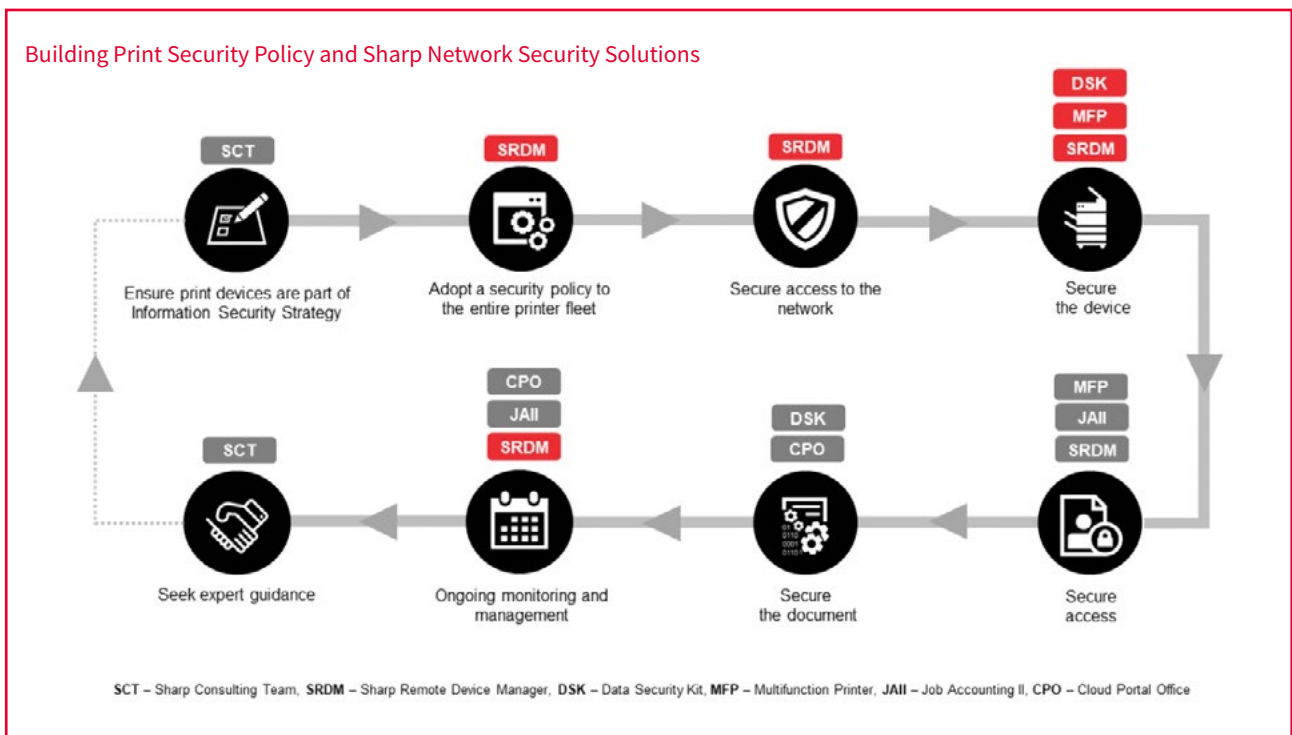 Building Print Security Policy and Sharp Network Security Solutions
SCT
Ensure print devices are part of
Information Security Strategy
SRDM
Adopt a security policy to
the entire printer fleet
SRDM
Secure access to the
network
DSK
MFP
SRDM
Secure
the device
MFP
JAII
SRDM
Secure
access
DSK
CPO
01
0110
0001
01101
Secure
the document
CPO
JAII
SRDM
Ongoing monitoring and
management
SCT
Seek expert guidance
SCT – Sharp Consulting Team, SRDM – Sharp Remote Device Manager, DSK – Data Security Kit, MFP – Multifunction Printer, JAII – Job Accounting II, CPO – Cloud Portal Office